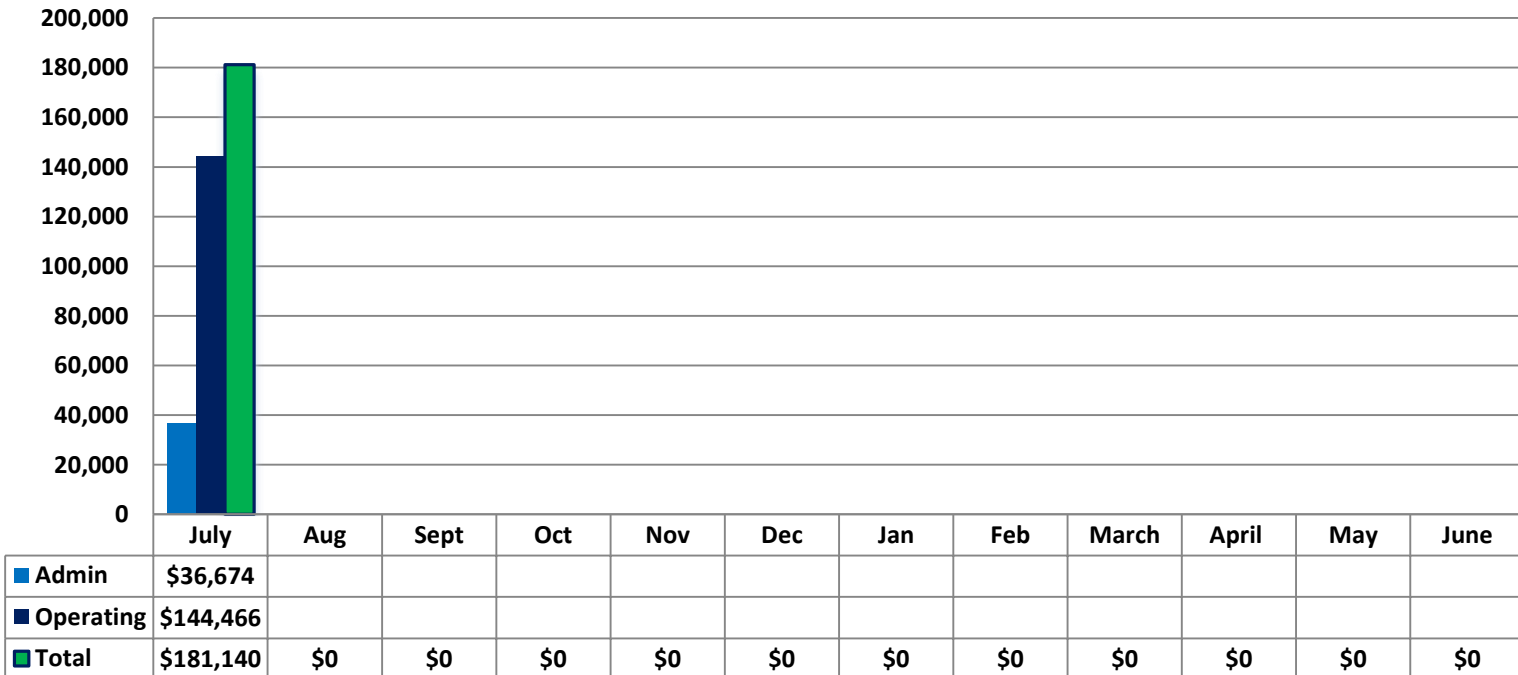 200,000
180,000
160,000
140,000
120,000
100,000
80,000
60,000
40,000
20,000
0
July Aug Sept Oct Nov Dec Jan Feb March April May June
Admin $36,674
Operating $144,466
Total $181,140 $0 $0 $0 $0 $0 $0 $0 $0 $0 $0 $0